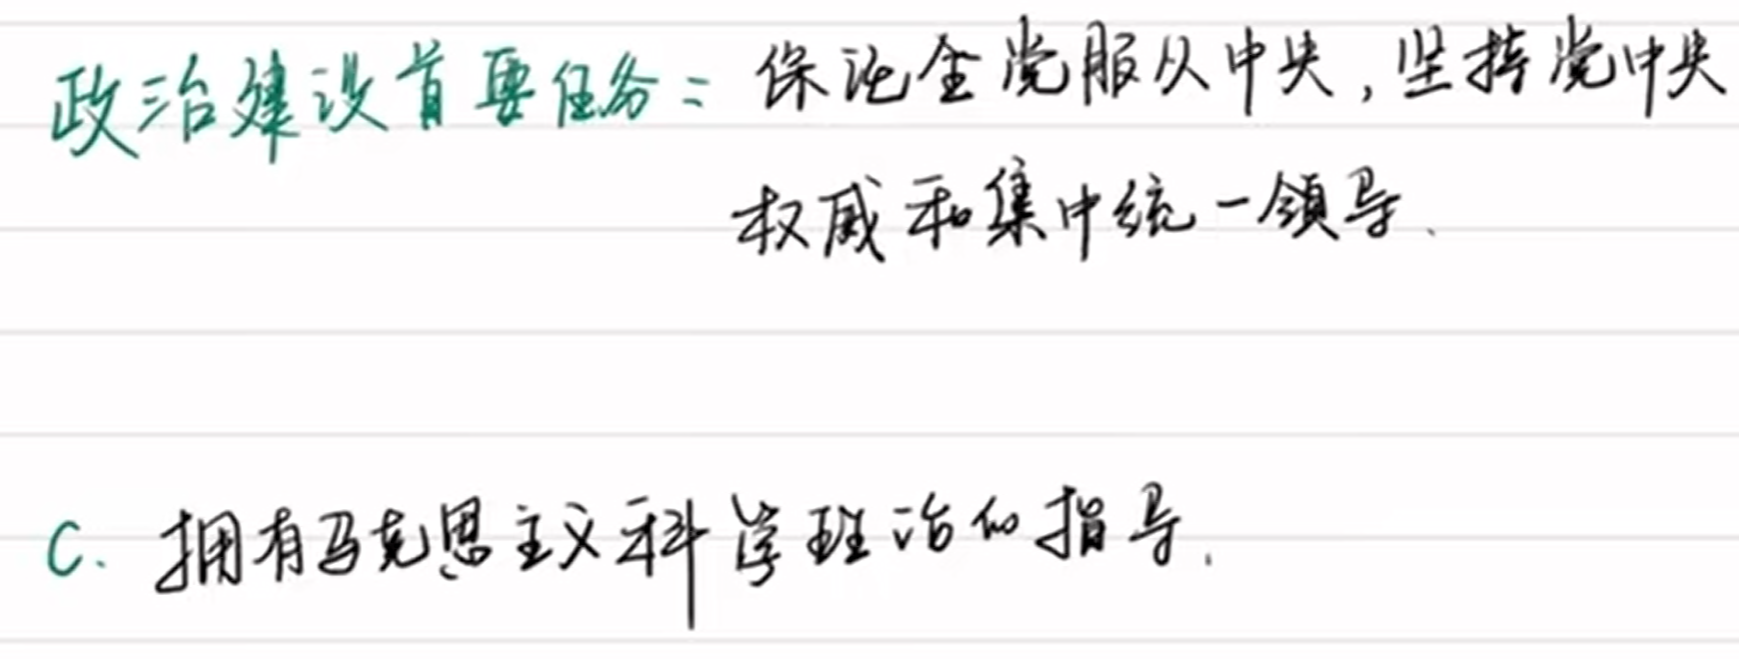 政治建设首要任务：保证全党服从中央，坚持党中央
权威和集中统一领导.
C. 拥有马克思主义科学理论的指导.